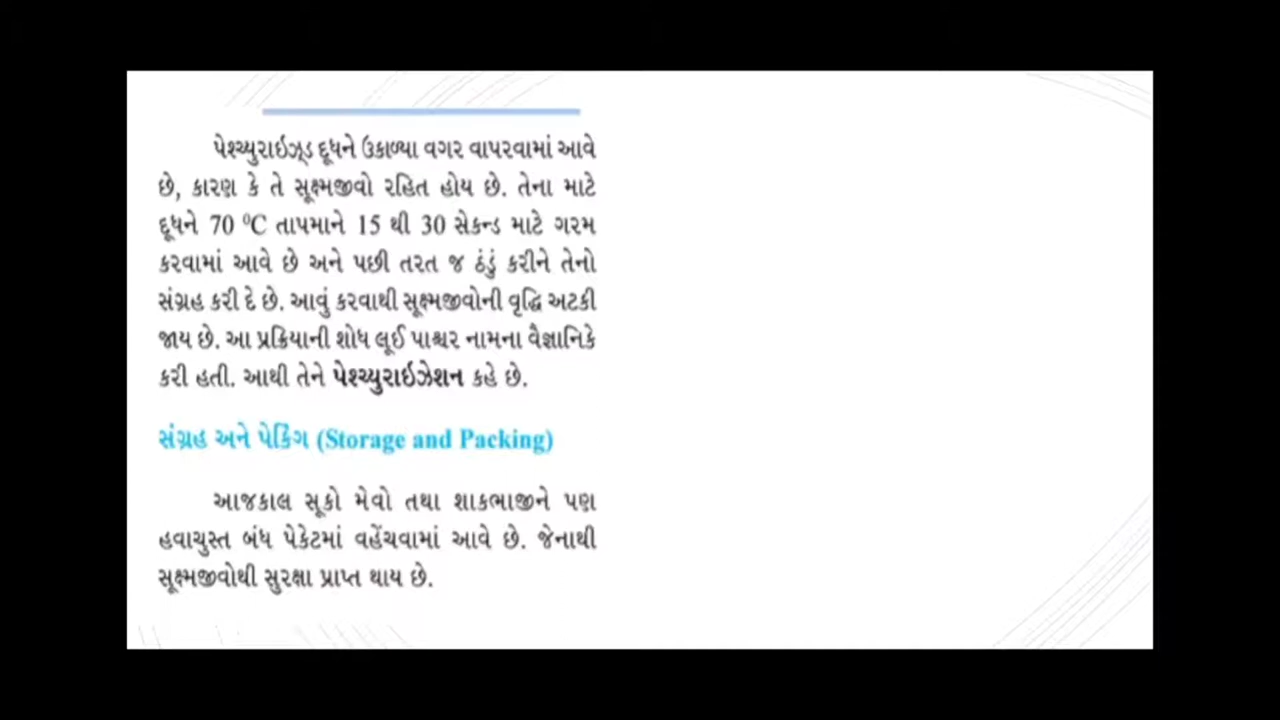 પેશ્ચ્યુરાઇઝ્ડ દૂધને ઉકાળ્યા વગર વાપરવામાં આવે
છે, કારણ કે તે સૂક્ષ્મજીવો રહિત હોય છે. તેના માટે
દૂધને 70 ⁰C તાપમાને 15 થી 30 સેકન્ડ માટે ગરમ
કરવામાં આવે છે અને પછી તરત જ ઠંડું કરીને તેનો
સંગ્રહ કરી દે છે. આવું કરવાથી સૂક્ષ્મજીવોની વૃદ્ધિ અટકી
જાય છે. આ પ્રક્રિયાની શોધ લૂઈ પાશ્ચર નામના વૈજ્ઞાનિકે
કરી હતી. આથી તેને પેશ્ચ્યુરાઇઝેશન કહે છે.
સંગ્રહ અને પેકિંગ (Storage and Packing)
આજકાલ સૂકો મેવો તથા શાકભાજીને પણ
હવાચુસ્ત બંધ પેકેટમાં વહેંચવામાં આવે છે. જેનાથી
સૂક્ષ્મજીવોથી સુરક્ષા પ્રાપ્ત થાય છે.